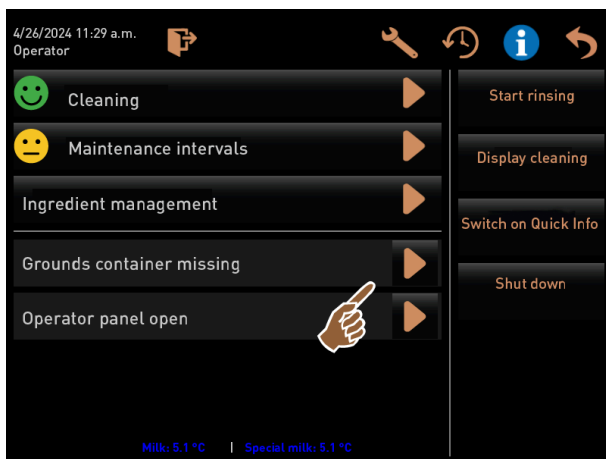 4/26/2024 11:29 a.m.
Operator
Cleaning
Maintenance intervals
Ingredient management
Grounds container missing
Operator panel open
Start rinsing
Display cleaning
Switch on Quick Info
Shut down
Milk: 5.1 °C | Special milk: 5.1 °C